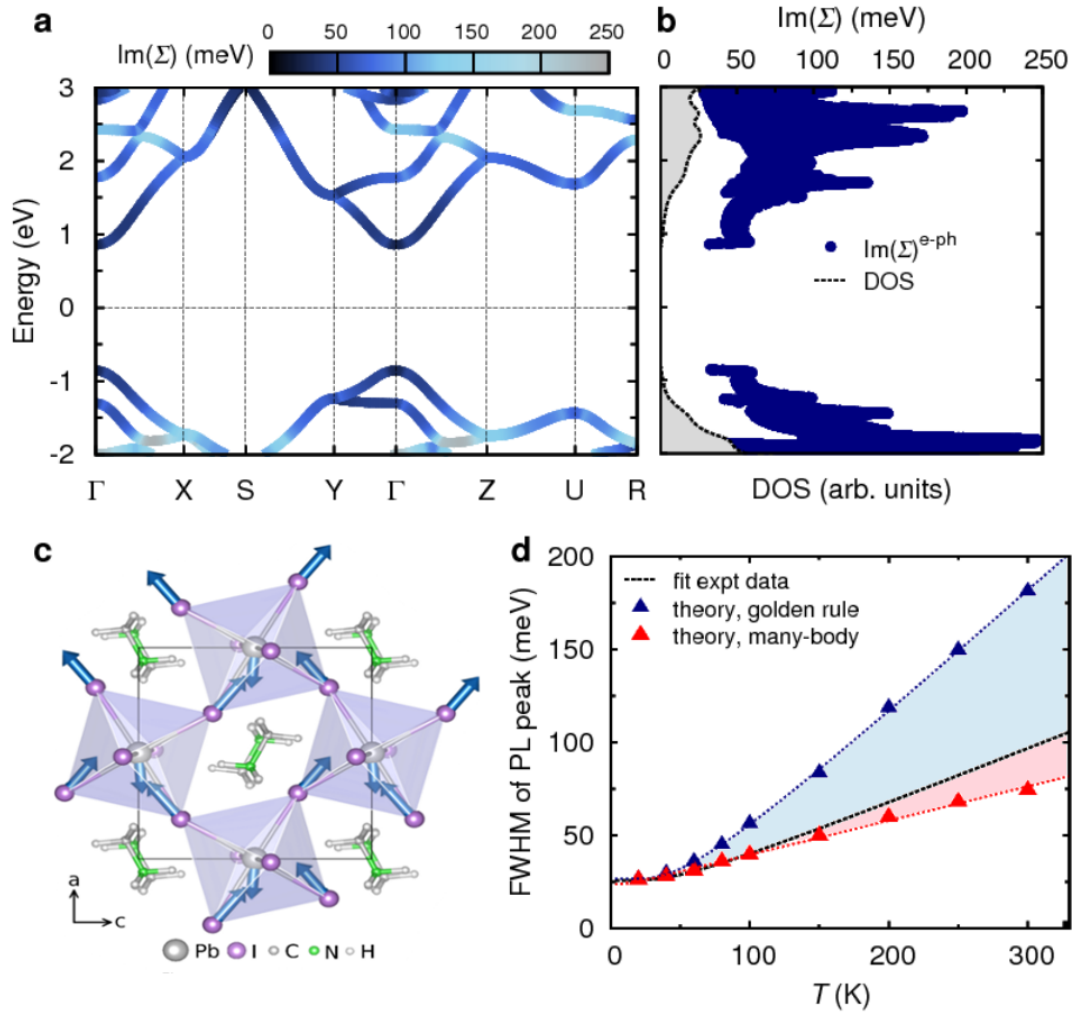 a
Im(Σ) (meV)
0 50 100 150 200 250
Energy (eV)
3
2
1
0
-1
-2
Γ X S Y Γ Z U R
b
Im(Σ) (meV)
0 50 100 150 200 250
Im(Σ)e-ph
DOS
DOS (arb. units)
c
a
c
Pb I C N H
d
FWHM of PL peak (meV)
200
150
100
50
0
fit expt data
theory, golden rule
theory, many-body
0 100 200 300
T (K)